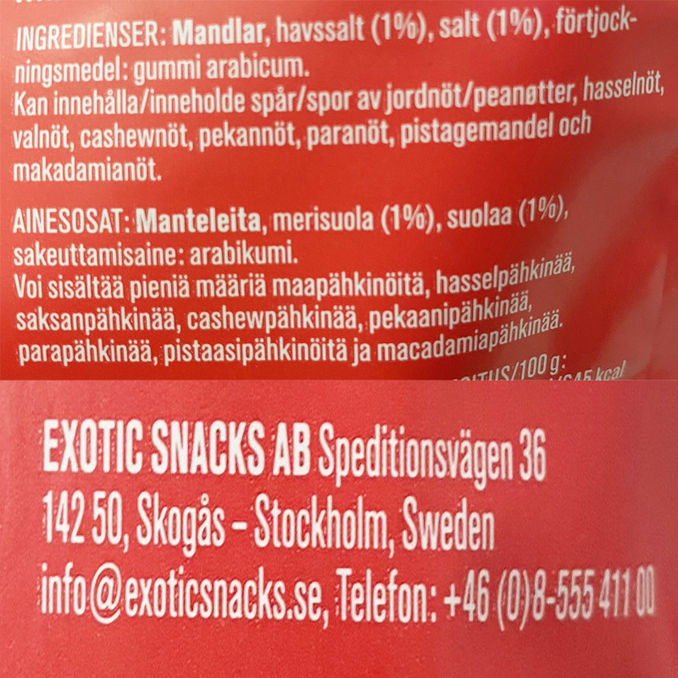 INGREDIENSER: Mandlar, havssalt (1%), salt (1%), förtjock-
ningsmedel: gummi arabicum.
Kan innehålla/inneholde spår/spor av jordnöt/peanøtter, hasselnöt,
valnöt, cashewnöt, pekannöt, paranöt, pistagemandel och
makadamianöt.
AINESOSAT: Manteleita, merisuola (1%), suolaa (1%),
sakeuttamisaine: arabikumi.
Voi sisältää pieniä määriä maapähkinöitä, hasselpähkinää,
saksanpähkinää, cashewpähkinää, pekaanipähkinää,
parapähkinää, pistaasipähkinöitä ja macadamiapähkinää.
/100 g:
kcal
EXOTIC SNACKS AB Speditionsvägen 36
142 50, Skogås – Stockholm, Sweden
info@exoticsnacks.se, Telefon: +46 (0)8-555 411 00